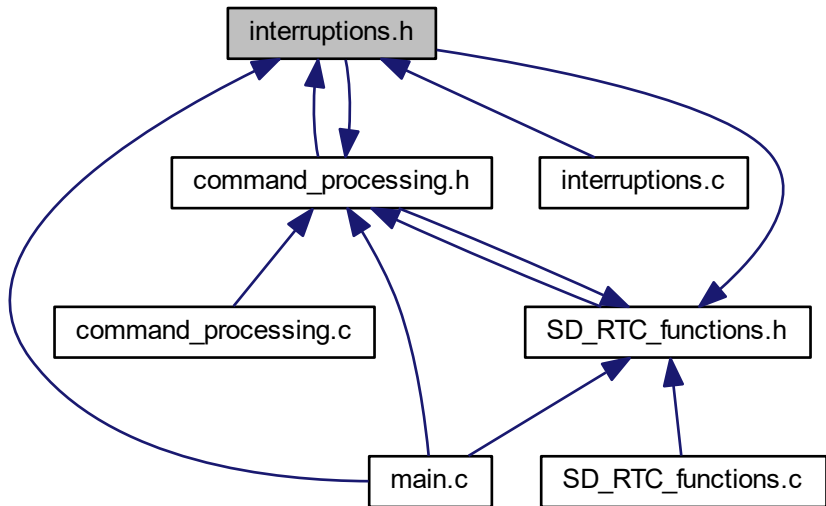 interruptions.h
command_processing.h
interruptions.c
command_processing.c
SD_RTC_functions.h
main.c
SD_RTC_functions.c